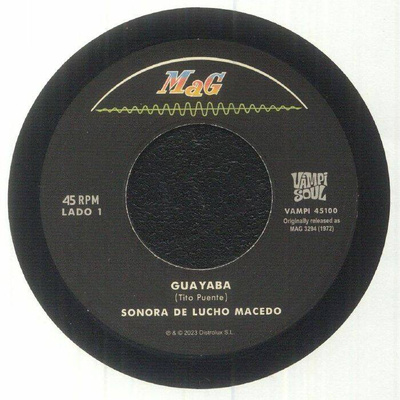 MaG
45 RPM
LADO 1
VAMPI SOUL
VAMPI 45100
Originally released as
MAG 3294 (1972)
GUAYABA
(Tito Puente)
SONORA DE LUCHO MACEDO
℗ & © 2023 Distrolux S.L.